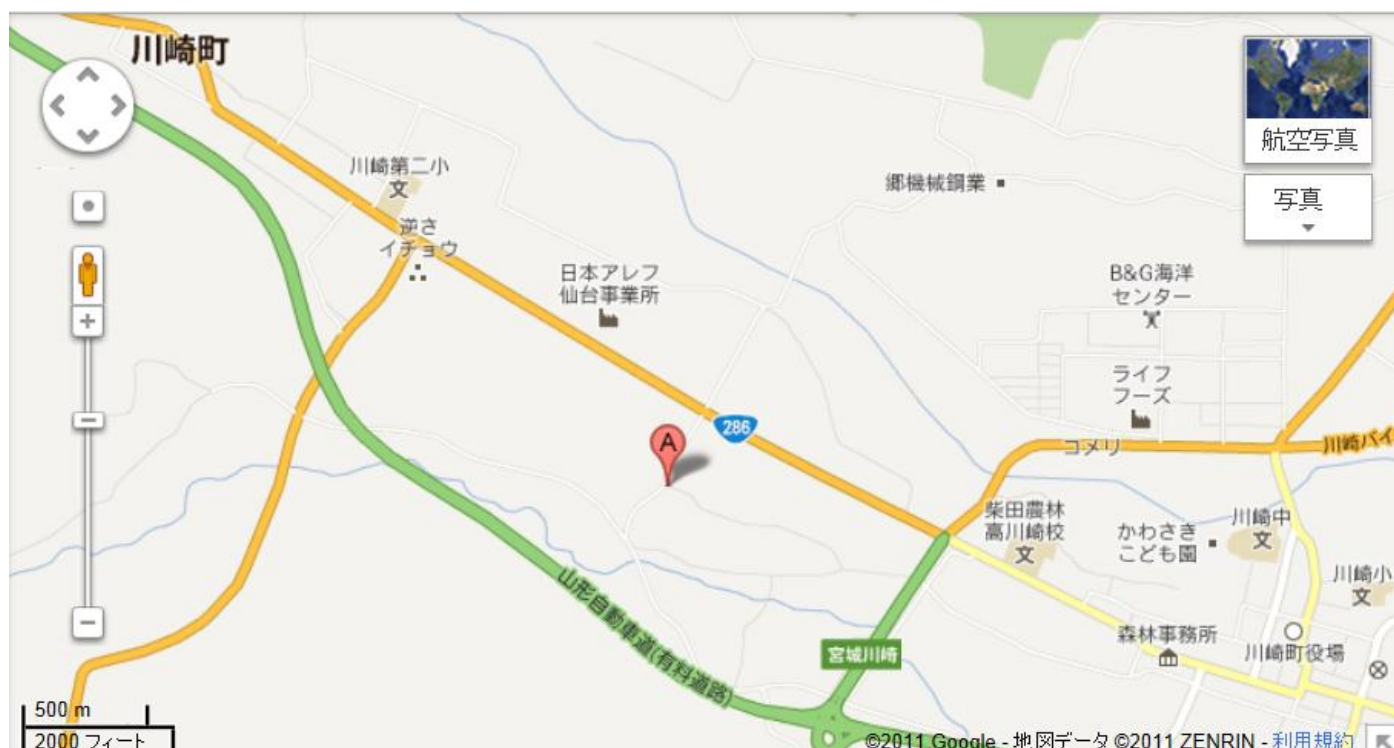 川崎町
航空写真
写真
川崎第二小
文
逆さ
イチョウ
郷機械鋼業
日本アレフ
仙台事業所
B&G海洋
センター
ライフ
フーズ
A
286
コメリ
川崎バイ
柴田農林
高川崎校
文
かわさき
こども園
川崎中
文
川崎小
文
山形自動車道(有料道路)
宮城川崎
森林事務所
川崎町役場
500 m
2000 フィート
©2011 Google - 地図データ ©2011 ZENRIN - 利用規約